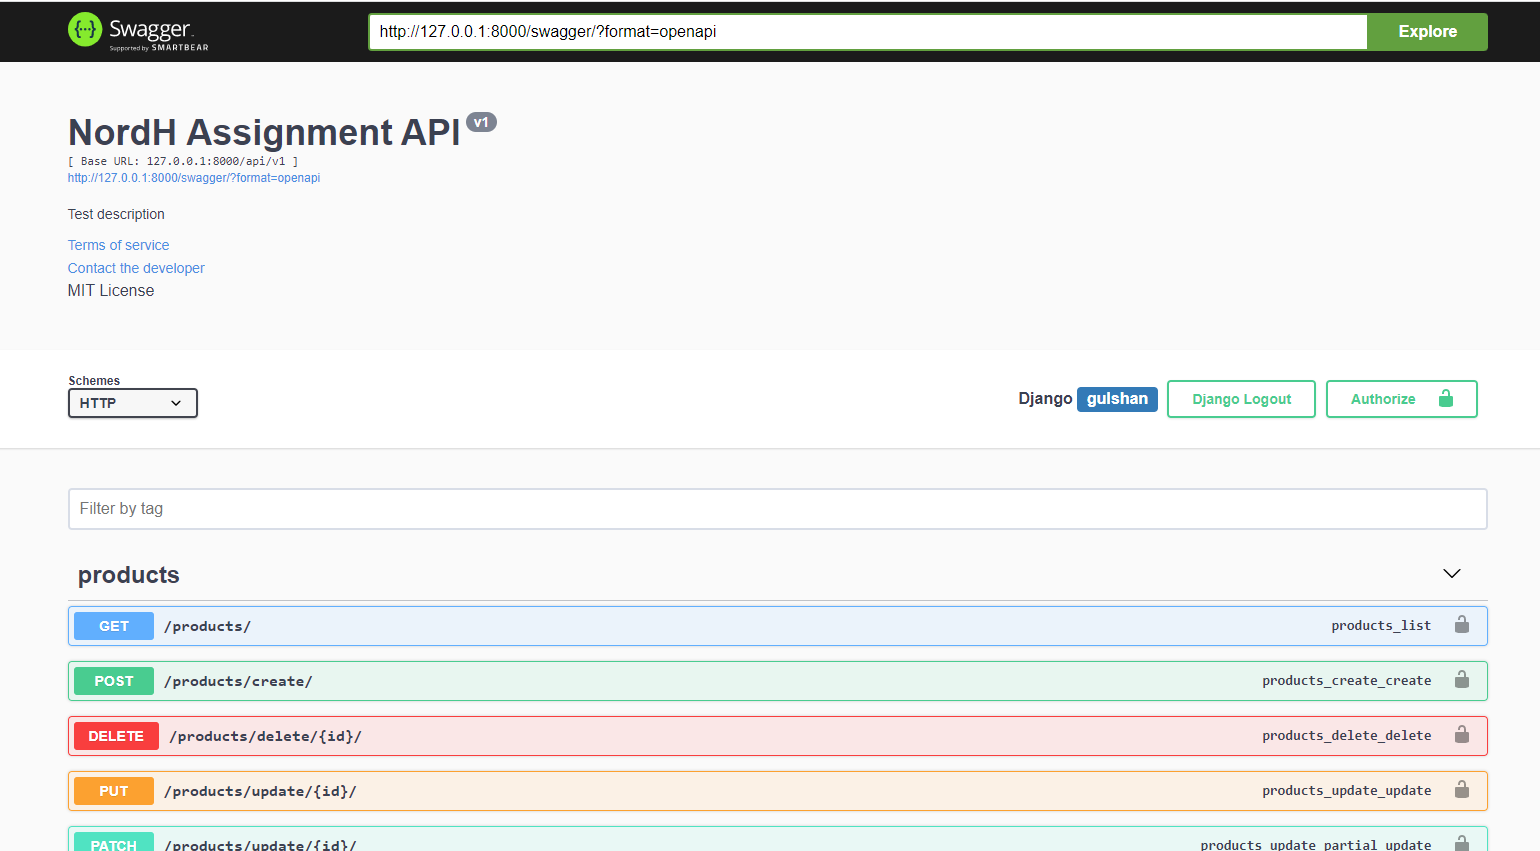 Swagger.
Supported by SMARTBEAR
http://127.0.0.1:8000/swagger/?format=openapi
Explore
NordH Assignment API v1
[ Base URL: 127.0.0.1:8000/api/v1 ]
http://127.0.0.1:8000/swagger/?format=openapi
Test description
Terms of service
Contact the developer
MIT License
Schemes
HTTP
Django gulshan
Django Logout
Authorize
Filter by tag
products
GET /products/ products_list
POST /products/create/ products_create_create
DELETE /products/delete/{id}/ products_delete_delete
PUT /products/update/{id}/ products_update_update
PATCH /products/update/{id}/ products_update_partial_update